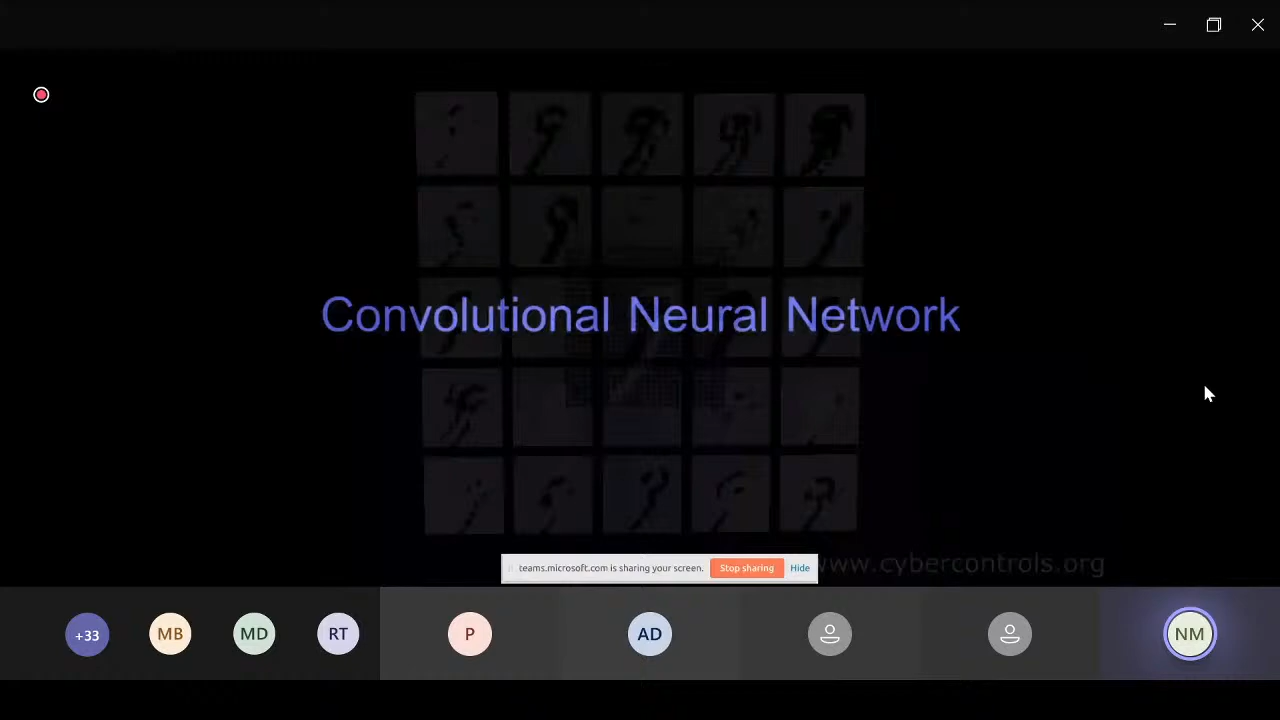 Convolutional Neural Network
www.cybercontrols.org
teams.microsoft.com is sharing your screen.
Stop sharing
Hide
+33
MB
MD
RT
P
AD
NM